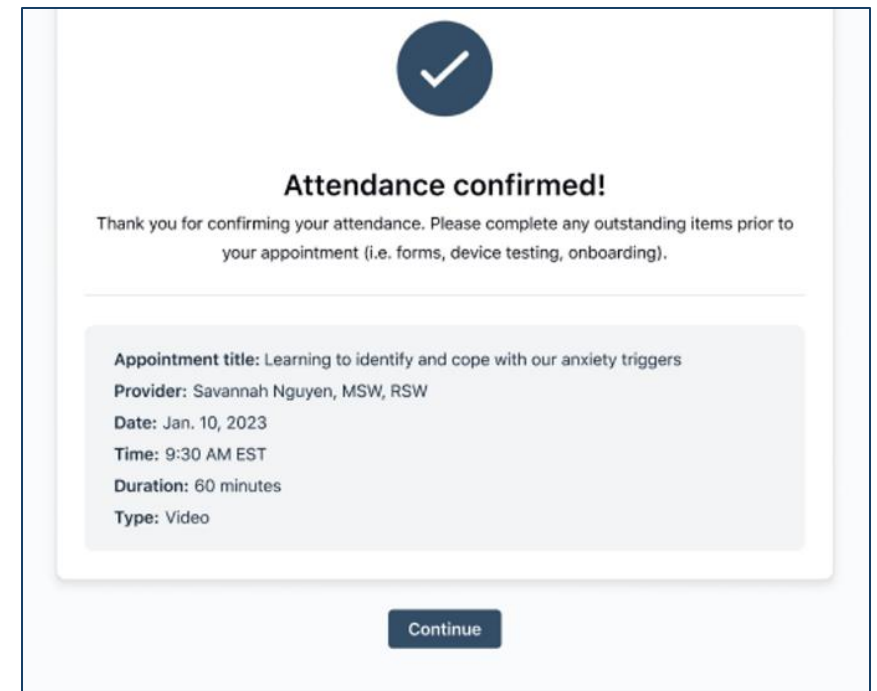 Attendance confirmed!
Thank you for confirming your attendance. Please complete any outstanding items prior to
your appointment (i.e. forms, device testing, onboarding).
Appointment title: Learning to identify and cope with our anxiety triggers
Provider: Savannah Nguyen, MSW, RSW
Date: Jan. 10, 2023
Time: 9:30 AM EST
Duration: 60 minutes
Type: Video
Continue